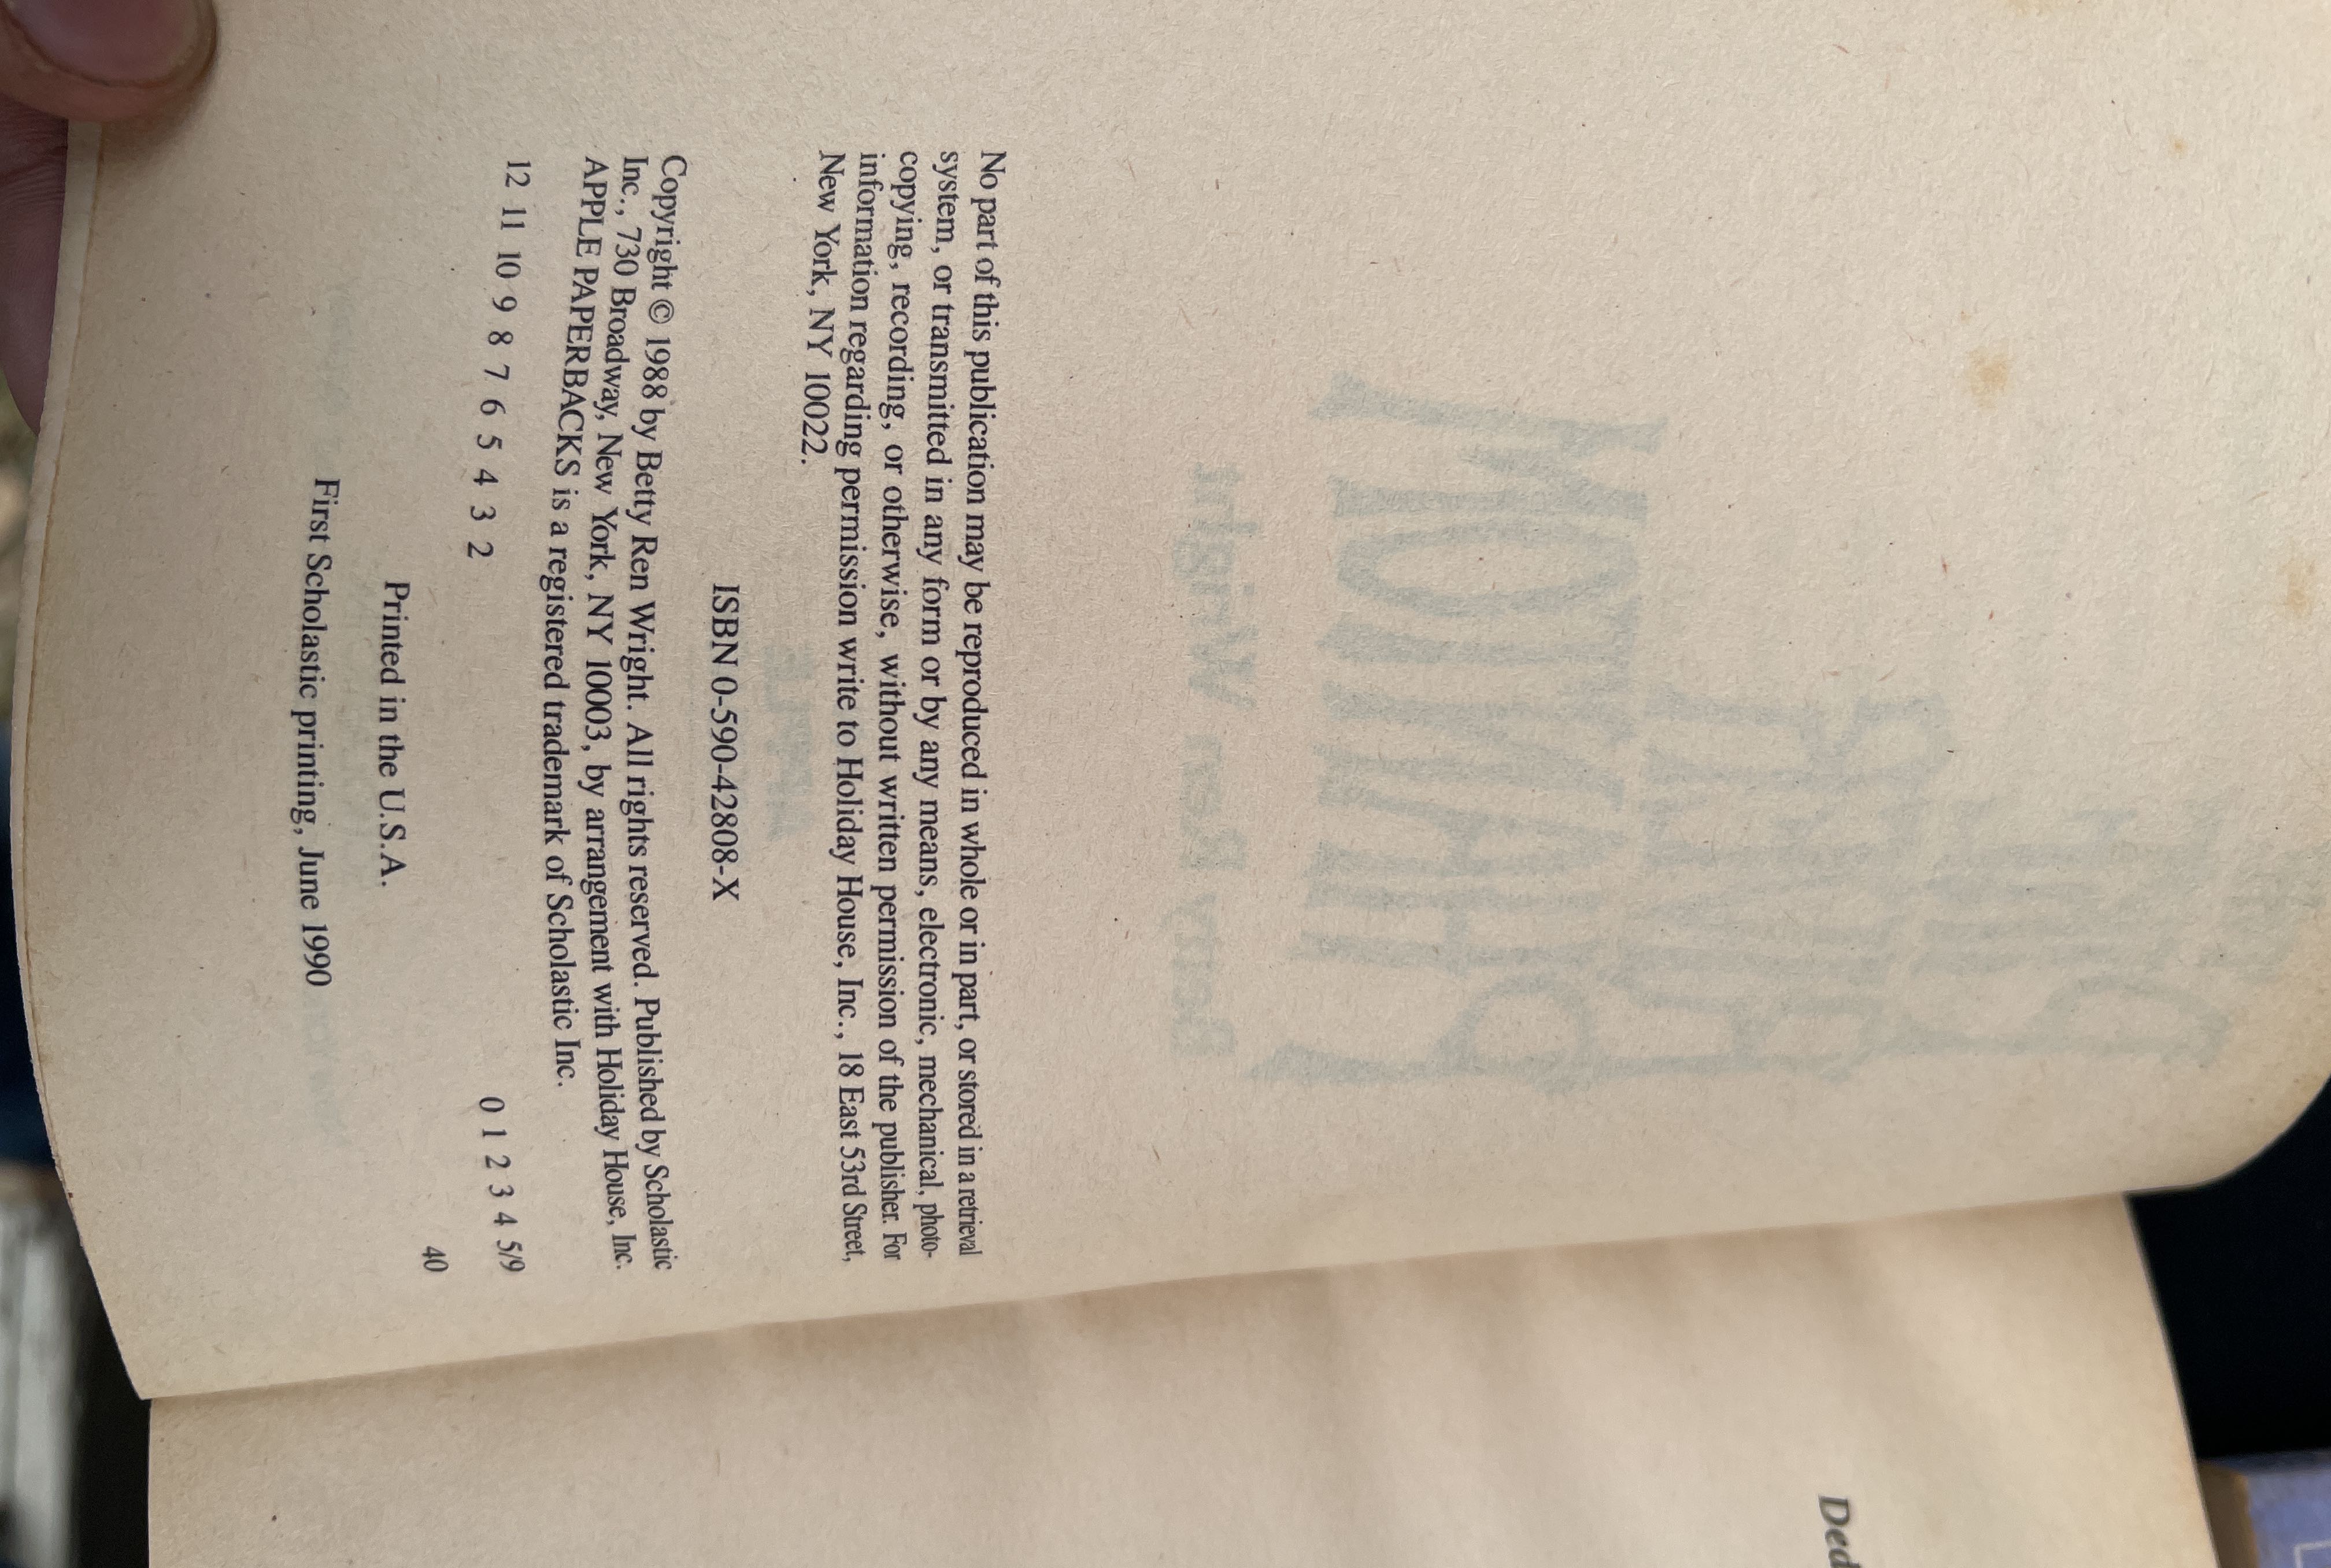 No part of this publication may be reproduced in whole or in part, or stored in a retrieval
system, or transmitted in any form or by any means, electronic, mechanical, photo-
copying, recording, or otherwise, without written permission of the publisher. For
information regarding permission write to Holiday House, Inc., 18 East 53rd Street,
New York, NY 10022.
ISBN 0-590-42808-X
Copyright © 1988 by Betty Ren Wright. All rights reserved. Published by Scholastic
Inc., 730 Broadway, New York, NY 10003, by arrangement with Holiday House, Inc.
APPLE PAPERBACKS is a registered trademark of Scholastic Inc.
12 11 10 9 8 7 6 5 4 3 2 0 1 2 3 4 5/9
Printed in the U.S.A. 40
First Scholastic printing, June 1990
Ded